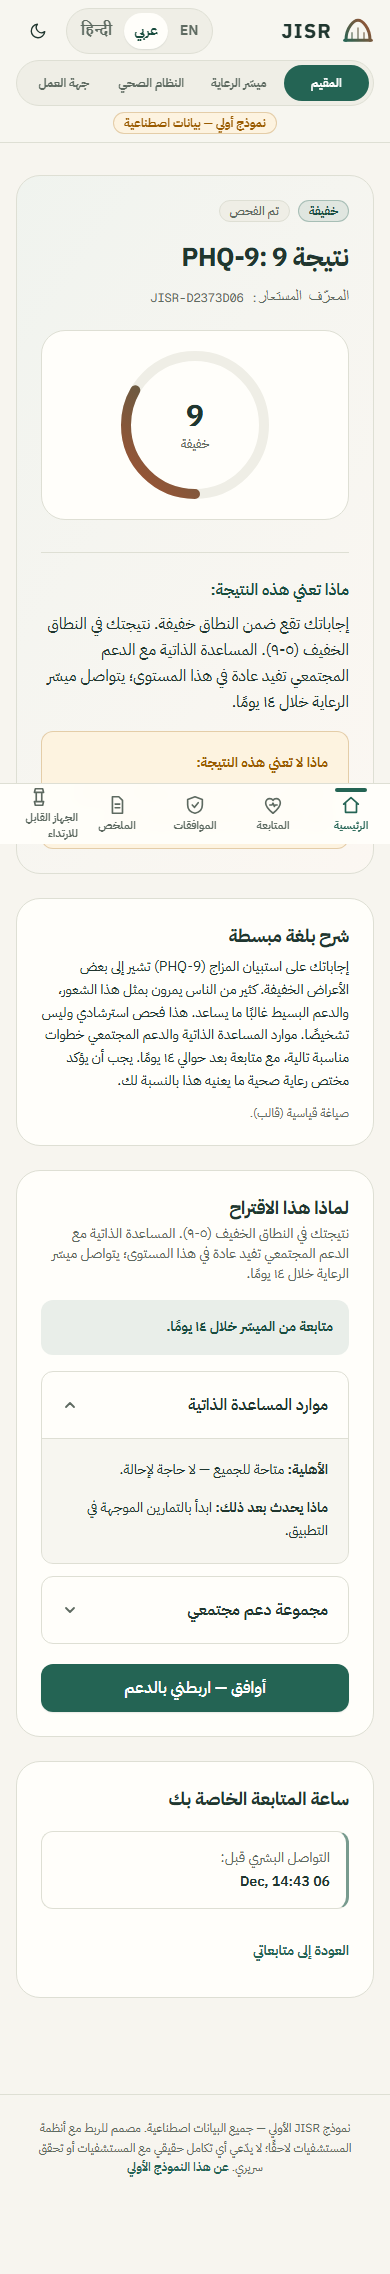 JISR
EN
عربي
हिन्दी
المقيم
ميسّر الرعاية
النظام الصحي
جهة العمل
نموذج أولي — بيانات اصطناعية
خفيفة
تم الفحص
نتيجة PHQ-9: 9
المعرّف المستعار: JISR-D2373D06
9
خفيفة
ماذا تعني هذه النتيجة:
إجاباتك تقع ضمن النطاق خفيفة. نتيجتك في النطاق
الخفيف (٥-٩). المساعدة الذاتية مع الدعم
المجتمعي تفيد عادة في هذا المستوى؛ يتواصل ميسّر
الرعاية خلال ١٤ يومًا.
ماذا لا تعني هذه النتيجة:
الرئيسية
المتابعة
الموافقات
الملخص
الجهاز القابل
للارتداء
شرح بلغة مبسطة
إجاباتك على استبيان المزاج (PHQ-9) تشير إلى بعض
الأعراض الخفيفة. كثير من الناس يمرون بمثل هذا الشعور،
والدعم البسيط غالبًا ما يساعد. هذا فحص استرشادي وليس
تشخيصًا. موارد المساعدة الذاتية والدعم المجتمعي خطوات
مناسبة تالية، مع متابعة بعد حوالي ١٤ يومًا. يجب أن يؤكد
مختص رعاية صحية ما يعنيه هذا بالنسبة لك.
صياغة قياسية (قالب).
لماذا هذا الاقتراح
نتيجتك في النطاق الخفيف (٥-٩). المساعدة الذاتية مع
الدعم المجتمعي تفيد عادة في هذا المستوى؛ يتواصل ميسّر
الرعاية خلال ١٤ يومًا.
متابعة من الميسّر خلال ١٤ يومًا.
موارد المساعدة الذاتية
الأهلية: متاحة للجميع — لا حاجة لإحالة.
ماذا يحدث بعد ذلك: ابدأ بالتمارين الموجهة في
التطبيق.
مجموعة دعم مجتمعي
أوافق — اربطني بالدعم
ساعة المتابعة الخاصة بك
التواصل البشري قبل:
06 Dec, 14:43
العودة إلى متابعاتي
نموذج JISR الأولي — جميع البيانات اصطناعية. مصمم للربط مع أنظمة
المستشفيات لاحقًا؛ لا يدّعي أي تكامل حقيقي مع المستشفيات أو تحقق
سريري. عن هذا النموذج الأولي